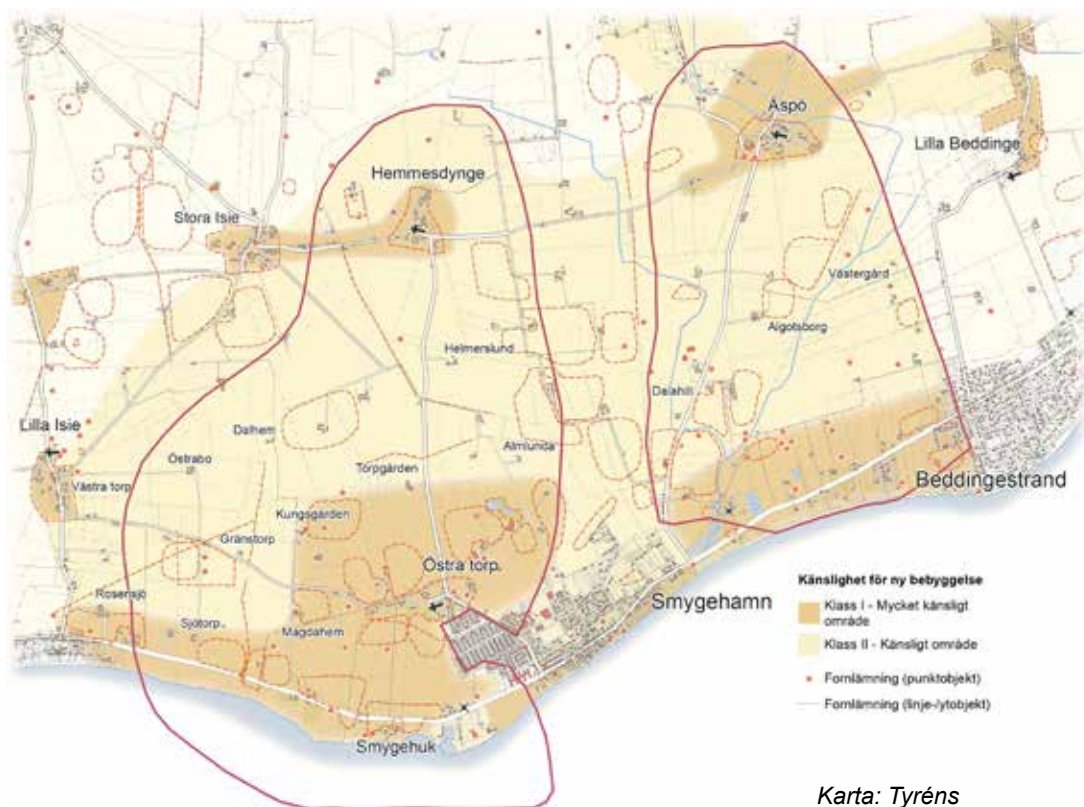 Äspö
Lilla Beddinge
Hemmesdynge
Stora Isie
Västergård
Algotsborg
Helmerslund
Dalahill
Lilla Isie
Dalhem
Almlunda
Östrabo
Torpgården
Västra torp
Beddingestrand
Kungsgården
Gränstorp
Östra torp.
Känslighet för ny bebyggelse
Klass I - Mycket känsligt
område
Klass II - Känsligt område
Fornlämning (punktobjekt)
Fornlämning (linje-/ytobjekt)
Rosensjö
Smygehamn
Sjötorp
Magdahem
Smygehuk
Karta: Tyréns